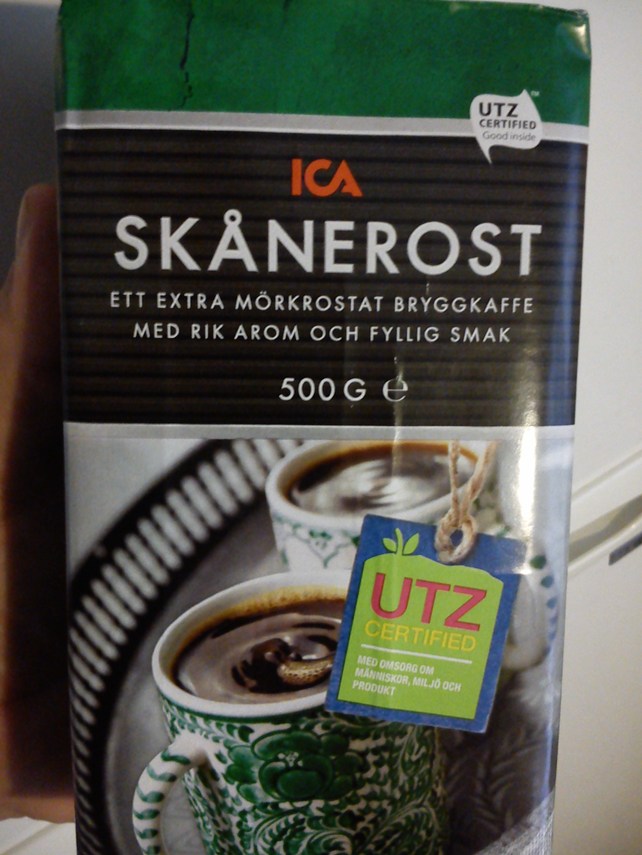 UTZ
CERTIFIED
Good inside
™
ICA
SKÅNEROST
ETT EXTRA MÖRKROSTAT BRYGGKAFFE
MED RIK AROM OCH FYLLIG SMAK
500 G ℮
UTZ
CERTIFIED
MED OMSORG OM
MÄNNISKOR, MILJÖ OCH
PRODUKT